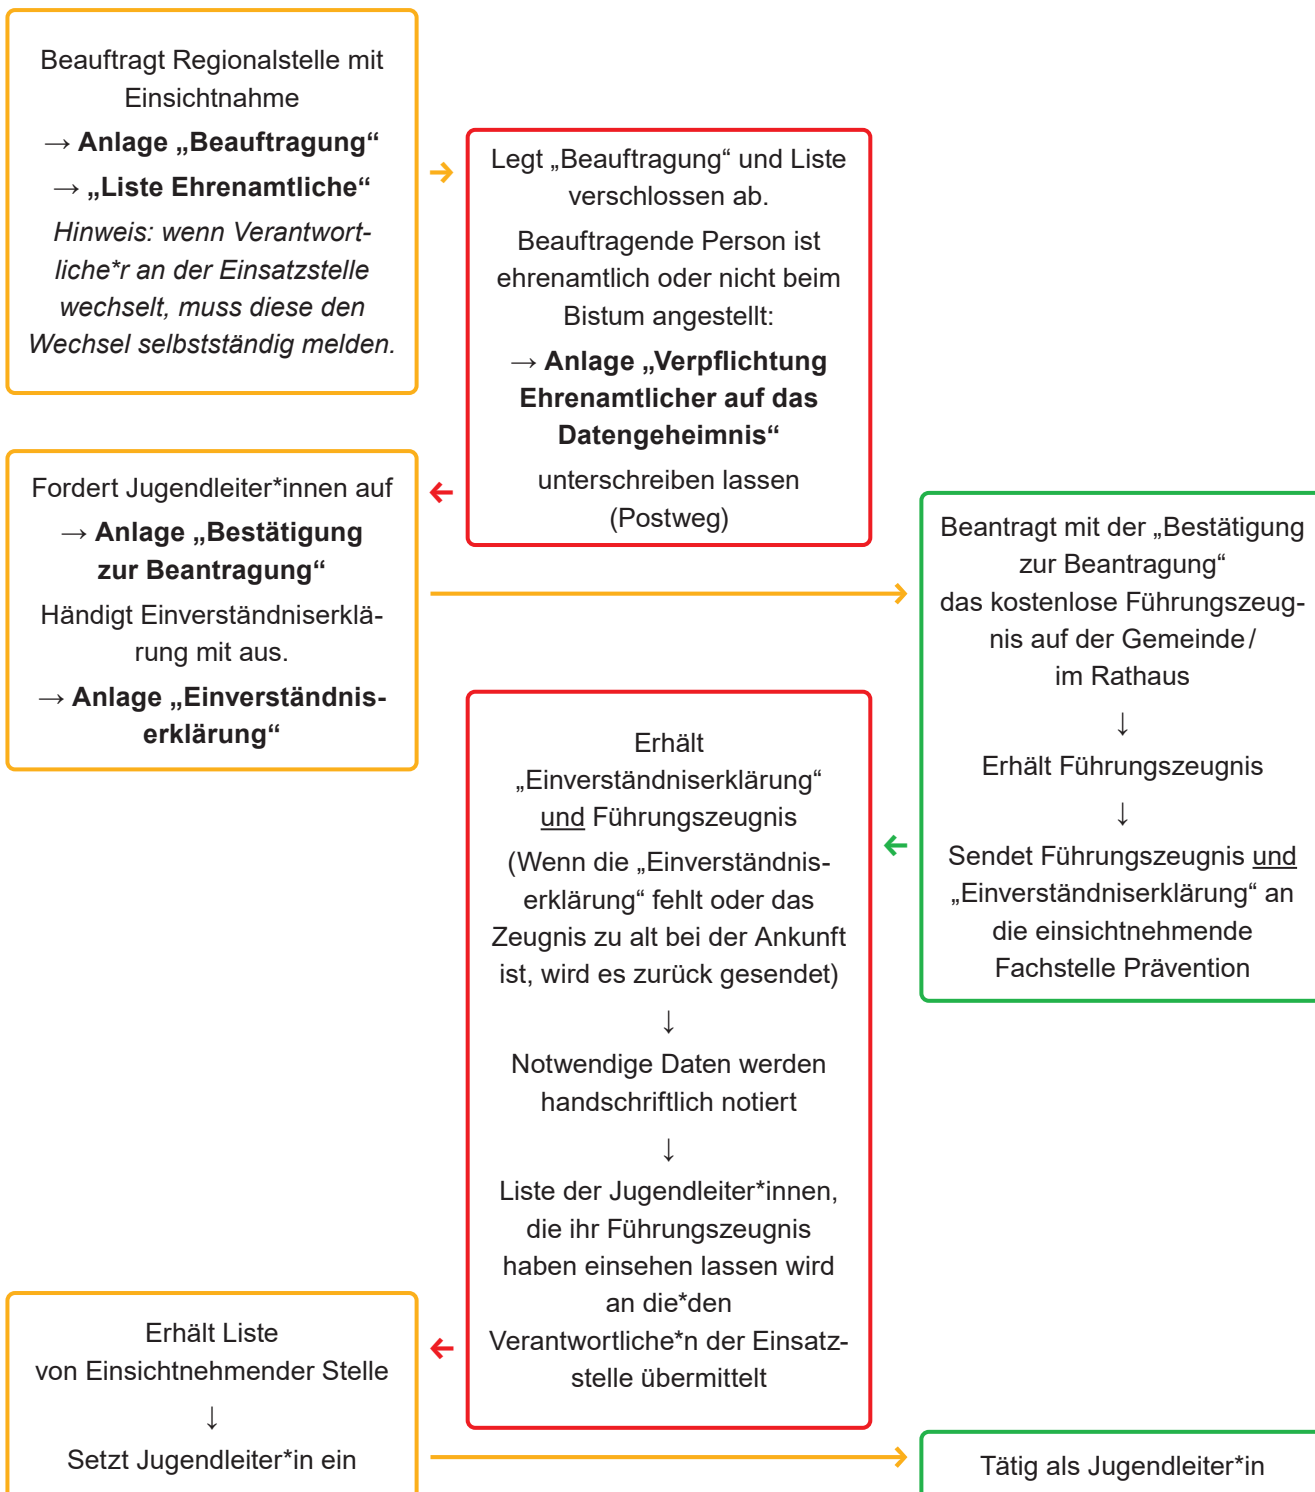 Beauftragt Regionalstelle mit
Einsichtnahme
→ Anlage „Beauftragung“
→ „Liste Ehrenamtliche“
Hinweis: wenn Verantwort-
liche*r an der Einsatzstelle
wechselt, muss diese den
Wechsel selbstständig melden.
Legt „Beauftragung“ und Liste
verschlossen ab.
Beauftragende Person ist
ehrenamtlich oder nicht beim
Bistum angestellt:
→ Anlage „Verpflichtung
Ehrenamtlicher auf das
Datengeheimnis“
unterschreiben lassen
(Postweg)
Fordert Jugendleiter*innen auf
→ Anlage „Bestätigung
zur Beantragung“
Händigt Einverständniserklä-
rung mit aus.
→ Anlage „Einverständnis-
erklärung“
Beantragt mit der „Bestätigung
zur Beantragung“
das kostenlose Führungszeug-
nis auf der Gemeinde/
im Rathaus
↓
Erhält Führungszeugnis
↓
Sendet Führungszeugnis und
„Einverständniserklärung“ an
die einsichtnehmende
Fachstelle Prävention
Erhält
„Einverständniserklärung“
und Führungszeugnis
(Wenn die „Einverständnis-
erklärung“ fehlt oder das
Zeugnis zu alt bei der Ankunft
ist, wird es zurück gesendet)
↓
Notwendige Daten werden
handschriftlich notiert
↓
Liste der Jugendleiter*innen,
die ihr Führungszeugnis
haben einsehen lassen wird
an die*den
Verantwortliche*n der Einsatz-
stelle übermittelt
Erhält Liste
von Einsichtnehmender Stelle
↓
Setzt Jugendleiter*in ein
Tätig als Jugendleiter*in